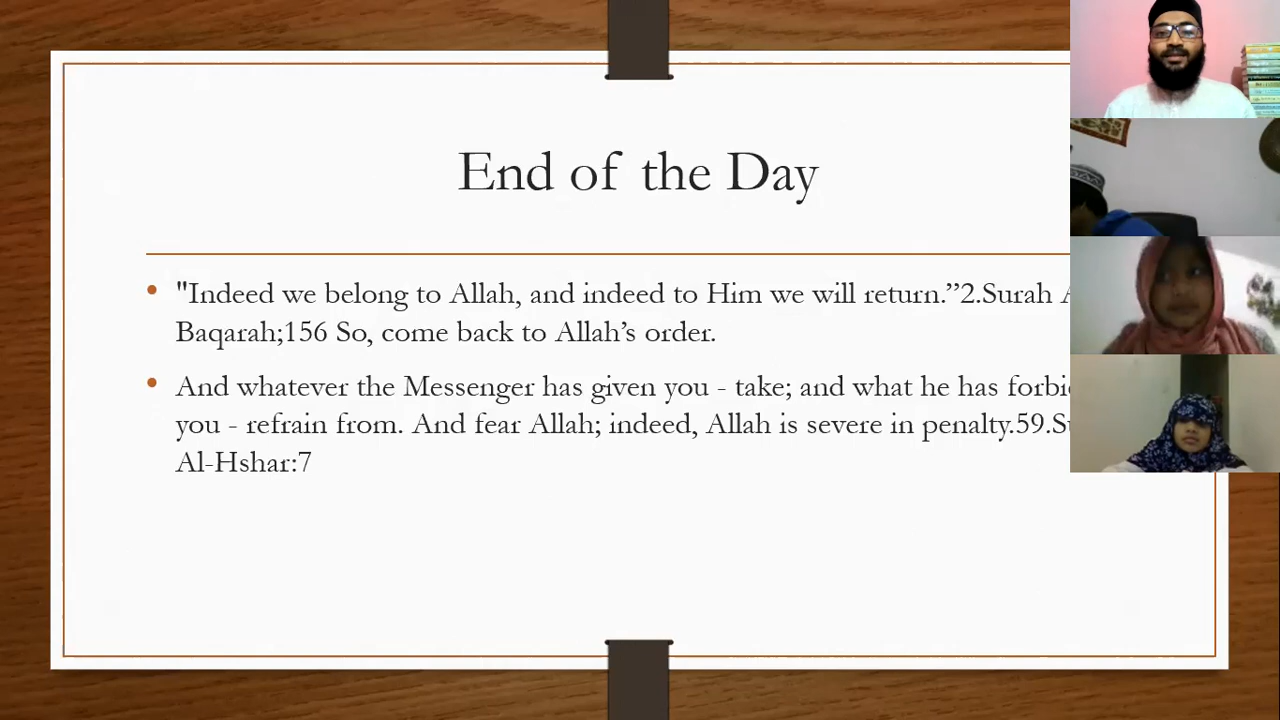 End of the Day
• "Indeed we belong to Allah, and indeed to Him we will return.”2.Surah
Baqarah;156 So, come back to Allah’s order.
• And whatever the Messenger has given you - take; and what he has
you - refrain from. And fear Allah; indeed, Allah is severe in penalty.59.
Al-Hshar:7